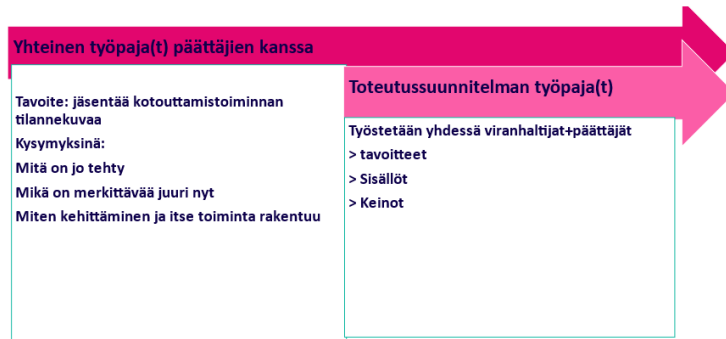 Yhteinen työpaja(t) päättäjien kanssa
Tavoite: jäsentää kotouttamistoiminnan
tilannekuvaa
Kysymyksinä:
Mitä on jo tehty
Mikä on merkittävää juuri nyt
Miten kehittäminen ja itse toiminta rakentuu
Toteutussuunnitelman työpaja(t)
Työstetään yhdessä viranhaltijat+päättäjät
> tavoitteet
> Sisällöt
> Keinot